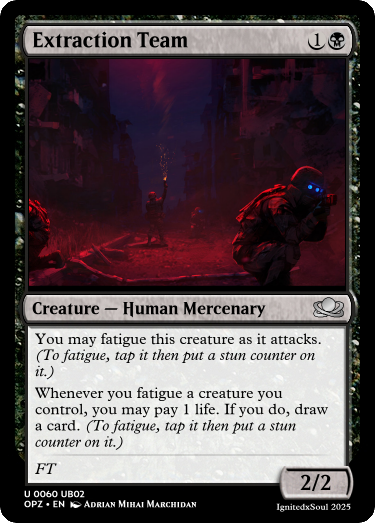 Extraction Team 1
Creature — Human Mercenary
You may fatigue this creature as it attacks.
(To fatigue, tap it then put a stun counter on
it.)
Whenever you fatigue a creature you
control, you may pay 1 life. If you do, draw
a card. (To fatigue, tap it then put a stun
counter on it.)
FT
2/2
U 0060 UB02
OPZ • EN Adrian Mihai Marchidan
IgnitedxSoul 2025